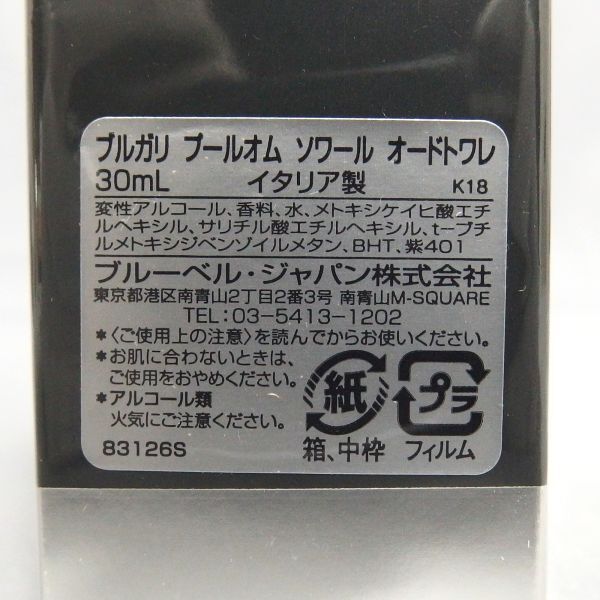 ブルガリ プールオム ソワール オードトワレ
30mL イタリア製 K18
変性アルコール、香料、水、メトキシケイヒ酸エチ
ルヘキシル、サリチル酸エチルヘキシル、t-ブチ
ルメトキシジベンゾイルメタン、BHT、紫401
ブルーベル・ジャパン株式会社
東京都港区南青山2丁目2番3号 南青山M-SQUARE
TEL:03-5413-1202
*〈ご使用上の注意〉を読んでからお使いください。
*お肌に合わないときは、
ご使用をおやめください。
*アルコール類
火気にご注意ください。
83126S
紙
箱、中枠
プラ
フィルム